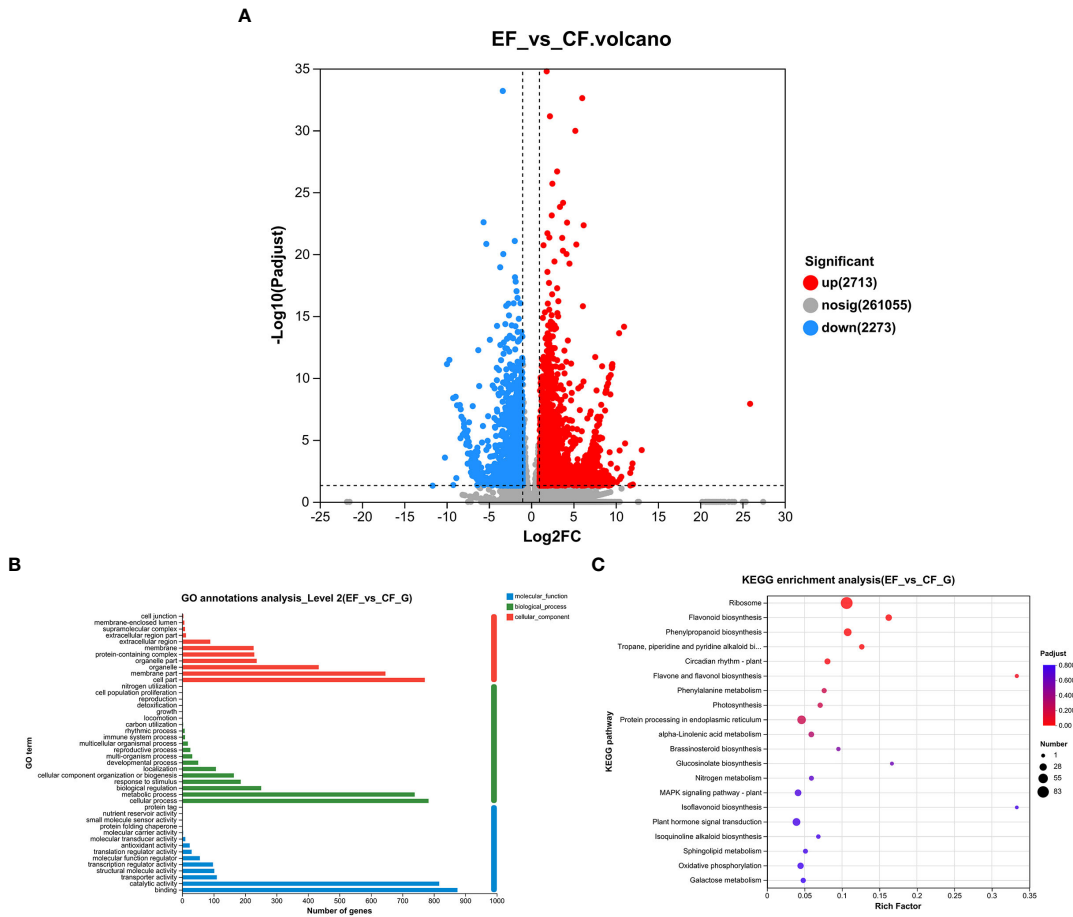 A
EF_vs_CF.volcano
35
30
25
20
15
10
5
0
-Log10(Padjust)
-25 -20 -15 -10 -5 0 5 10 15 20 25 30
Log2FC
Significant
up(2713)
nosig(261055)
down(2273)
B
GO annotations analysis_Level 2(EF_vs_CF_G)
molecular_function
biological_process
cellular_component
GO term
cell junction
membrane-enclosed lumen
supramolecular complex
extracellular region part
extracellular region
membrane
protein-containing complex
organelle part
organelle
membrane part
cell part
nitrogen utilization
cell population proliferation
reproduction
detoxification
growth
locomotion
carbon utilization
rhythmic process
immune system process
multicellular organismal process
reproductive process
multi-organism process
developmental process
localization
cellular component organization or biogenesis
response to stimulus
biological regulation
metabolic process
cellular process
protein tag
nutrient reservoir activity
small molecule sensor activity
protein folding chaperone
molecular carrier activity
molecular transducer activity
antioxidant activity
translation regulator activity
molecular function regulator
transcription regulator activity
structural molecule activity
transporter activity
catalytic activity
binding
0 100 200 300 400 500 600 700 800 900 1000
Number of genes
C
KEGG enrichment analysis(EF_vs_CF_G)
KEGG pathway
Ribosome
Flavonoid biosynthesis
Phenylpropanoid biosynthesis
Tropane, piperidine and pyridine alkaloid bi...
Circadian rhythm - plant
Flavone and flavonol biosynthesis
Phenylalanine metabolism
Photosynthesis
Protein processing in endoplasmic reticulum
alpha-Linolenic acid metabolism
Brassinosteroid biosynthesis
Glucosinolate biosynthesis
Nitrogen metabolism
MAPK signaling pathway - plant
Isoflavonoid biosynthesis
Plant hormone signal transduction
Isoquinoline alkaloid biosynthesis
Sphingolipid metabolism
Oxidative phosphorylation
Galactose metabolism
0 0.05 0.1 0.15 0.2 0.25 0.3 0.35
Rich Factor
Padjust
0.800
0.600
0.400
0.200
0.00
Number
1
28
55
83